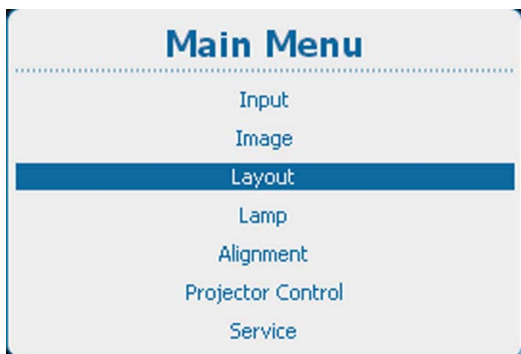 Main Menu
Input
Image
Layout
Lamp
Alignment
Projector Control
Service